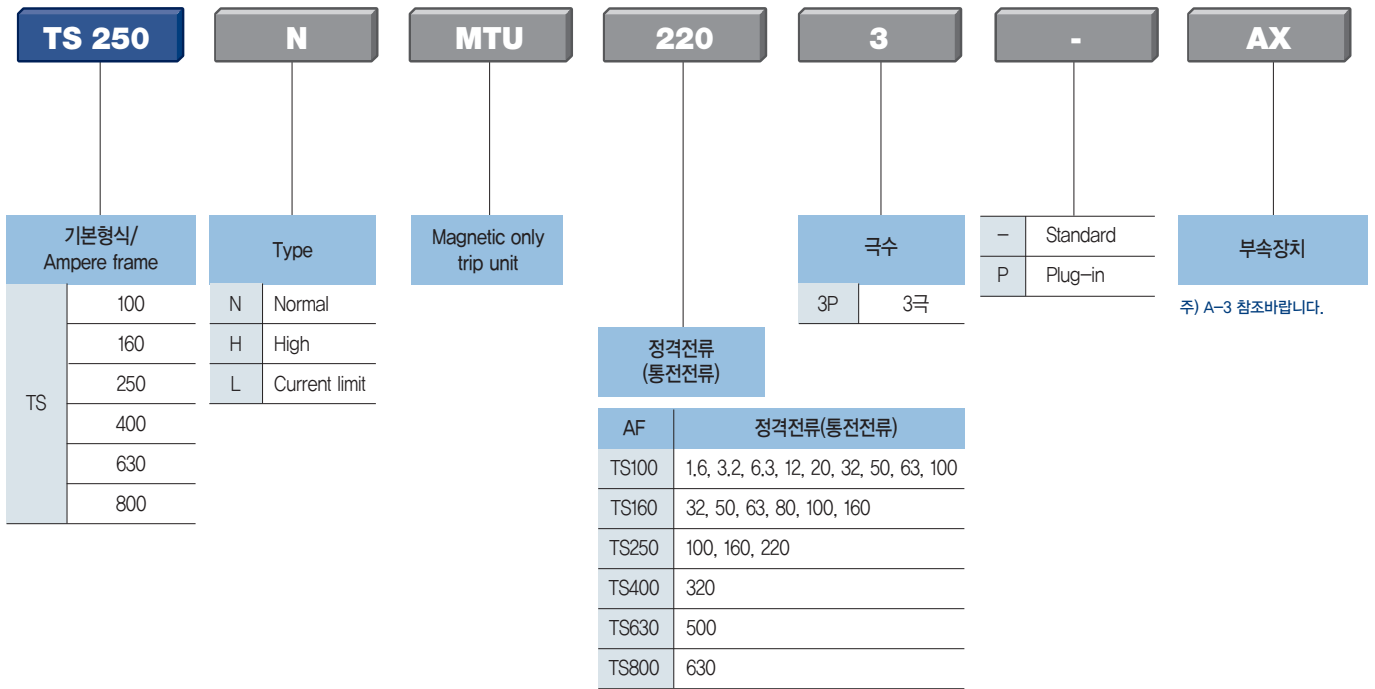 TS 250 N MTU 220 3 - AX
기본형식/
Ampere frame
TS
100
160
250
400
630
800
Type
N Normal
H High
L Current limit
Magnetic only
trip unit
정격전류
(통전전류)
AF 정격전류(통전전류)
TS100 1.6, 3.2, 6.3, 12, 20, 32, 50, 63, 100
TS160 32, 50, 63, 80, 100, 160
TS250 100, 160, 220
TS400 320
TS630 500
TS800 630
극수
3P 3극
- Standard
P Plug-in
부속장치
주) A-3 참조바랍니다.